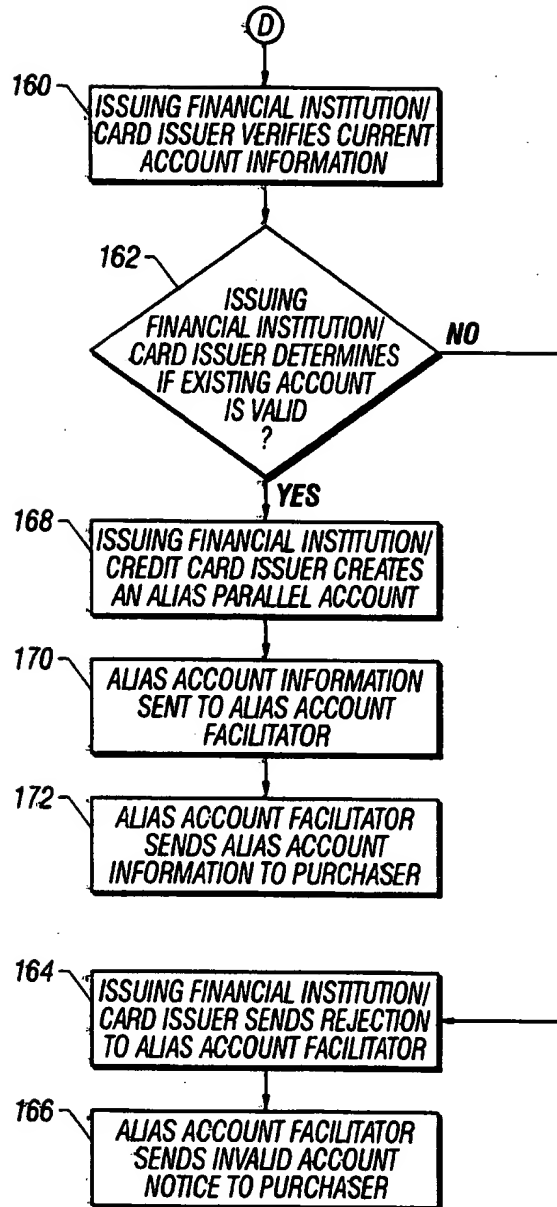 D
160
ISSUING FINANCIAL INSTITUTION/
CARD ISSUER VERIFIES CURRENT
ACCOUNT INFORMATION
162
ISSUING
FINANCIAL INSTITUTION/
CARD ISSUER DETERMINES
IF EXISTING ACCOUNT
IS VALID
?
NO
YES
168
ISSUING FINANCIAL INSTITUTION/
CREDIT CARD ISSUER CREATES
AN ALIAS PARALLEL ACCOUNT
170
ALIAS ACCOUNT INFORMATION
SENT TO ALIAS ACCOUNT
FACILITATOR
172
ALIAS ACCOUNT FACILITATOR
SENDS ALIAS ACCOUNT
INFORMATION TO PURCHASER
164
ISSUING FINANCIAL INSTITUTION/
CARD ISSUER SENDS REJECTION
TO ALIAS ACCOUNT FACILITATOR
166
ALIAS ACCOUNT FACILITATOR
SENDS INVALID ACCOUNT
NOTICE TO PURCHASER